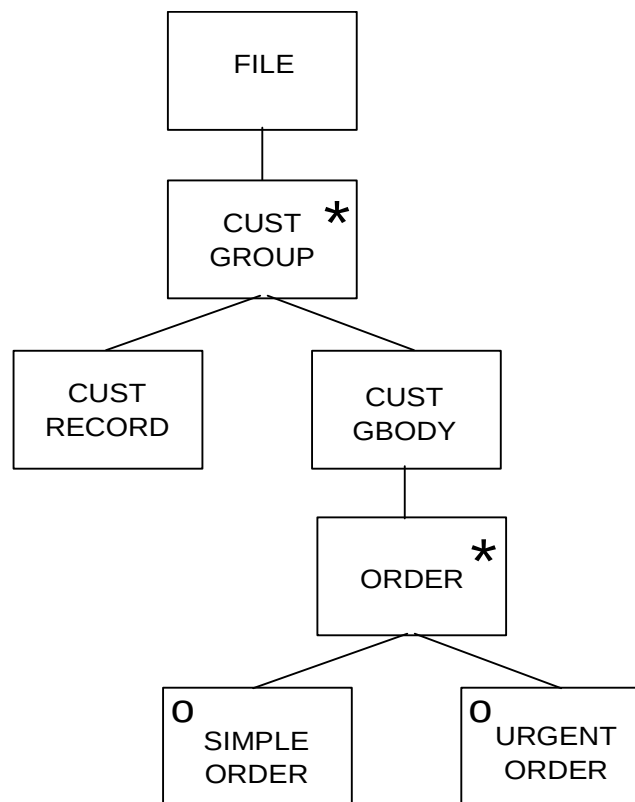 FILE
CUST *
GROUP
CUST
RECORD
CUST
GBODY
ORDER *
o
SIMPLE
ORDER
o
URGENT
ORDER